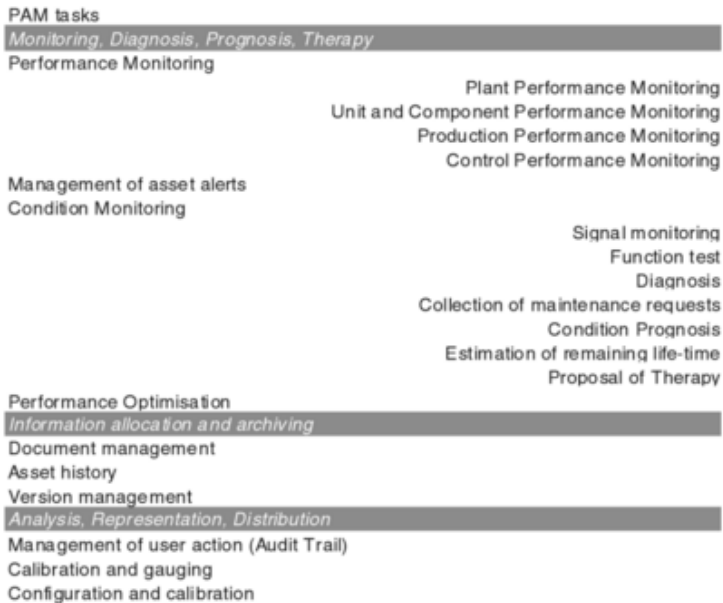 PAM tasks
Monitoring, Diagnosis, Prognosis, Therapy
Performance Monitoring
Plant Performance Monitoring
Unit and Component Performance Monitoring
Production Performance Monitoring
Control Performance Monitoring
Management of asset alerts
Condition Monitoring
Signal monitoring
Function test
Diagnosis
Collection of maintenance requests
Condition Prognosis
Estimation of remaining life-time
Proposal of Therapy
Performance Optimisation
Information allocation and archiving
Document management
Asset history
Version management
Analysis, Representation, Distribution
Management of user action (Audit Trail)
Calibration and gauging
Configuration and calibration